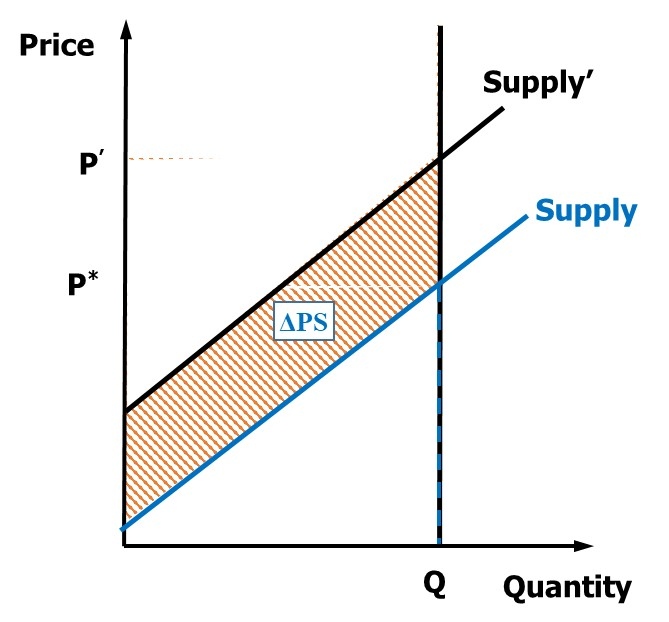 Price
Supply’
P′
Supply
P*
ΔPS
Q
Quantity